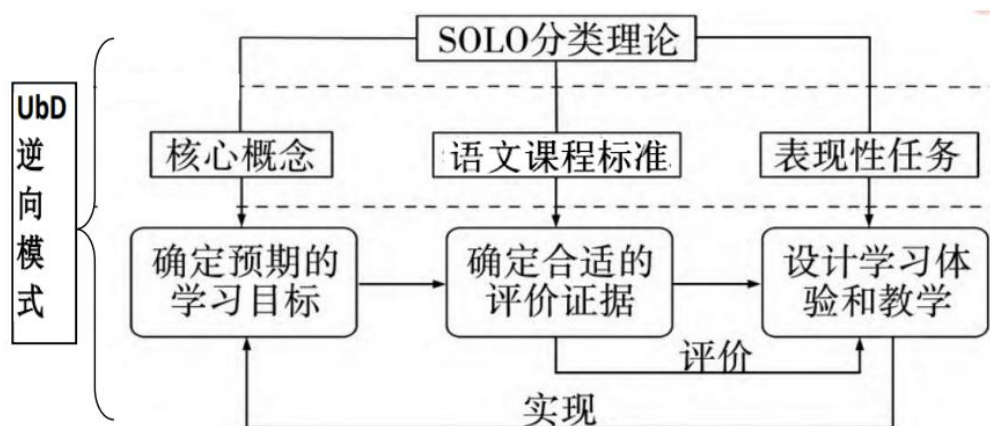 SOLO分类理论
UbD
逆
向
模
式
核心概念
语文课程标准
表现性任务
确定预期的
学习目标
确定合适的
评价证据
设计学习体
验和教学
评价
实现